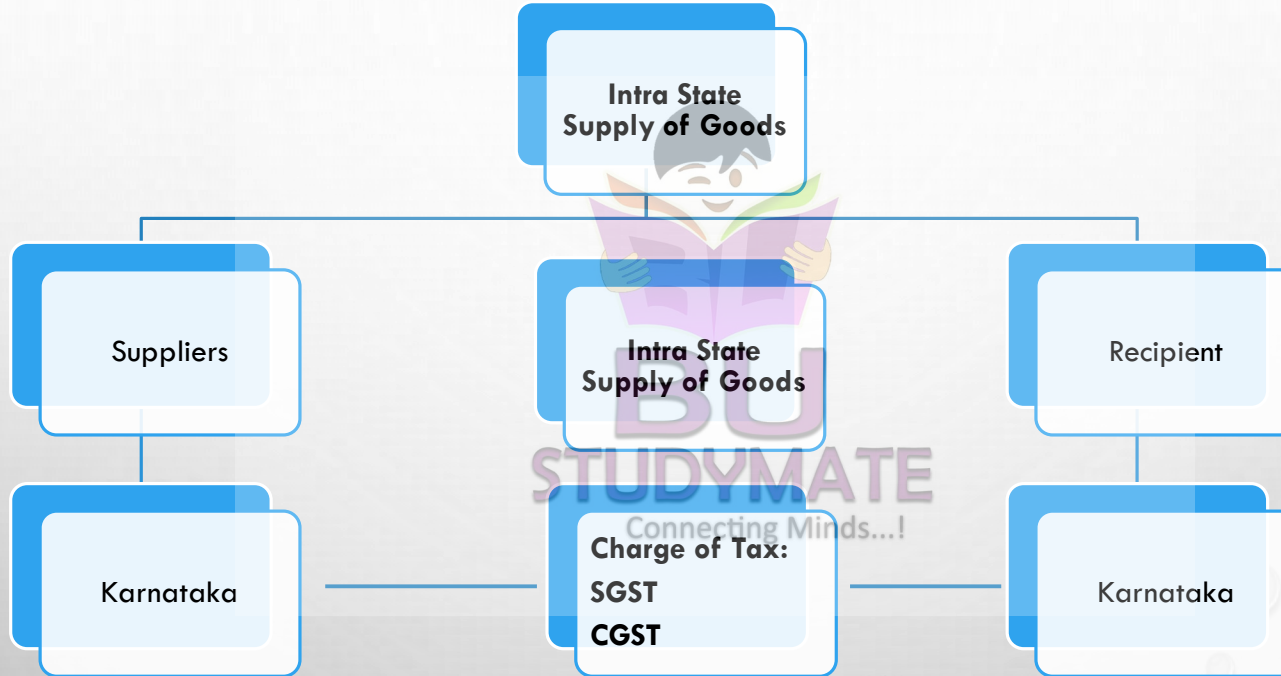 Intra State
Supply of Goods
Suppliers
Intra State
Supply of Goods
Recipient
BU
STUDYMATE
Connecting Minds...!
Karnataka
Charge of Tax:
SGST
CGST
Karnataka